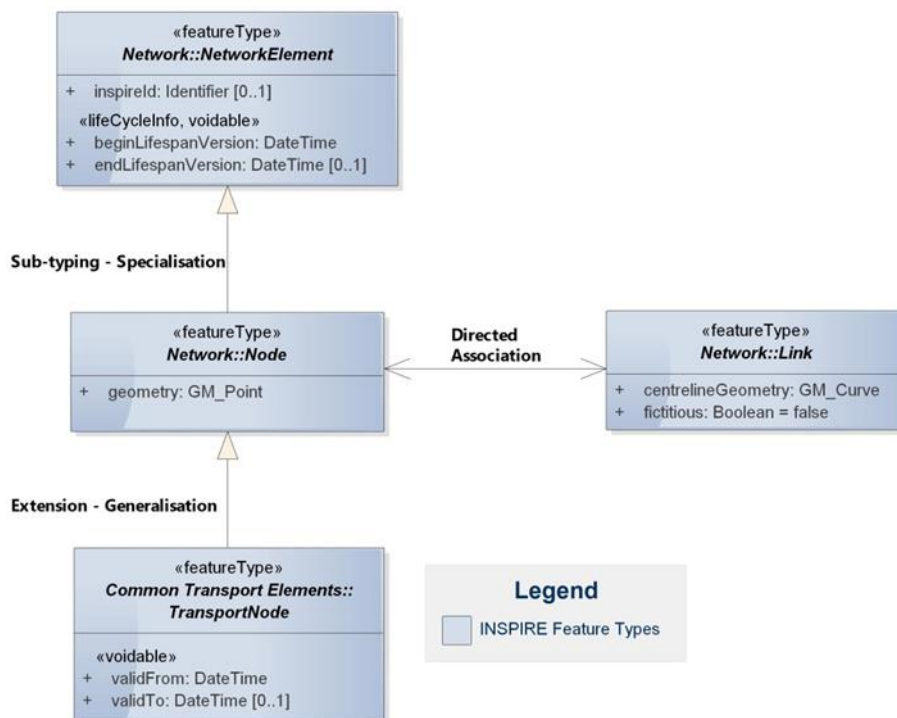 «featureType»
Network::NetworkElement
+ inspireId: Identifier [0..1]
«lifeCycleInfo, voidable»
+ beginLifespanVersion: DateTime
+ endLifespanVersion: DateTime [0..1]
Sub-typing - Specialisation
«featureType»
Network::Node
+ geometry: GM_Point
Directed
Association
«featureType»
Network::Link
+ centrelineGeometry: GM_Curve
+ fictitious: Boolean = false
Extension - Generalisation
«featureType»
Common Transport Elements::
TransportNode
«voidable»
+ validFrom: DateTime
+ validTo: DateTime [0..1]
Legend
INSPIRE Feature Types